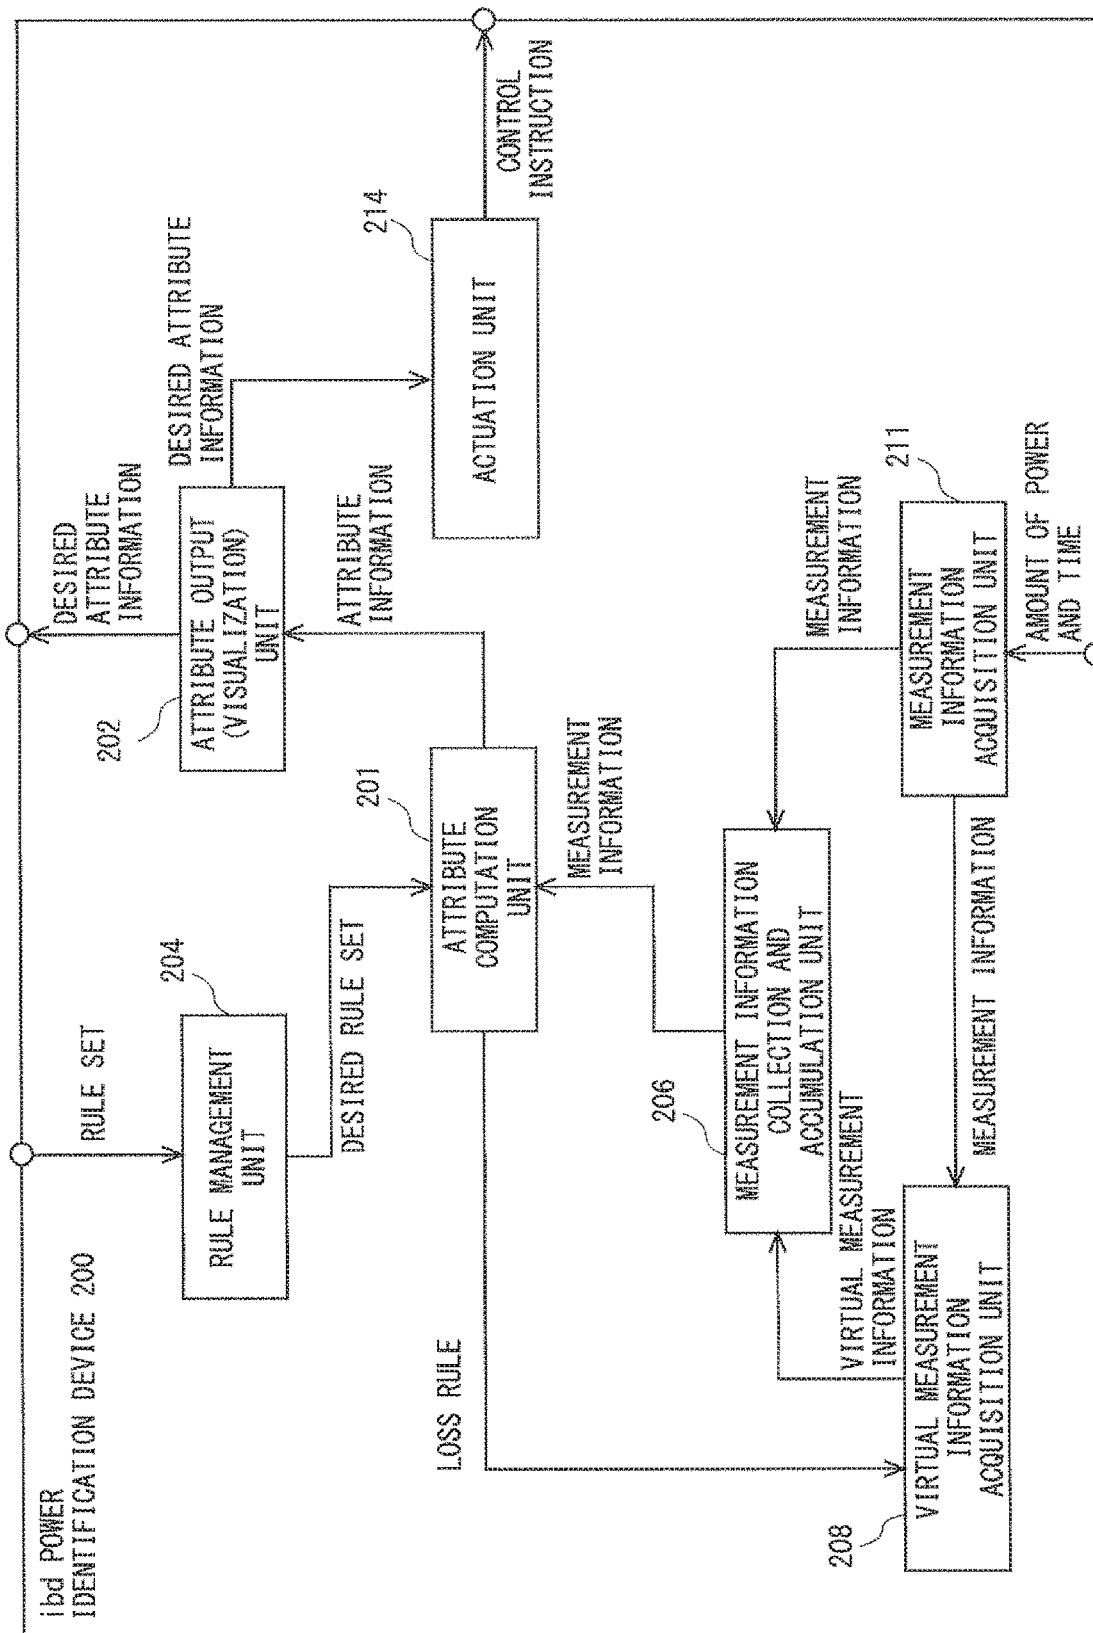 ibd POWER
IDENTIFICATION DEVICE 200
RULE SET
204
RULE MANAGEMENT
UNIT
DESIRED RULE SET
DESIRED
ATTRIBUTE
INFORMATION
202
ATTRIBUTE OUTPUT
(VISUALIZATION)
UNIT
DESIRED ATTRIBUTE
INFORMATION
ATTRIBUTE
INFORMATION
214
ACTUATION UNIT
CONTROL
INSTRUCTION
201
ATTRIBUTE
COMPUTATION
UNIT
LOSS RULE
MEASUREMENT
INFORMATION
206
MEASUREMENT INFORMATION
COLLECTION AND
ACCUMULATION UNIT
MEASUREMENT
INFORMATION
VIRTUAL MEASUREMENT
INFORMATION
208
VIRTUAL MEASUREMENT
INFORMATION
ACQUISITION UNIT
MEASUREMENT INFORMATION
211
MEASUREMENT
INFORMATION
ACQUISITION UNIT
AMOUNT OF POWER
AND TIME